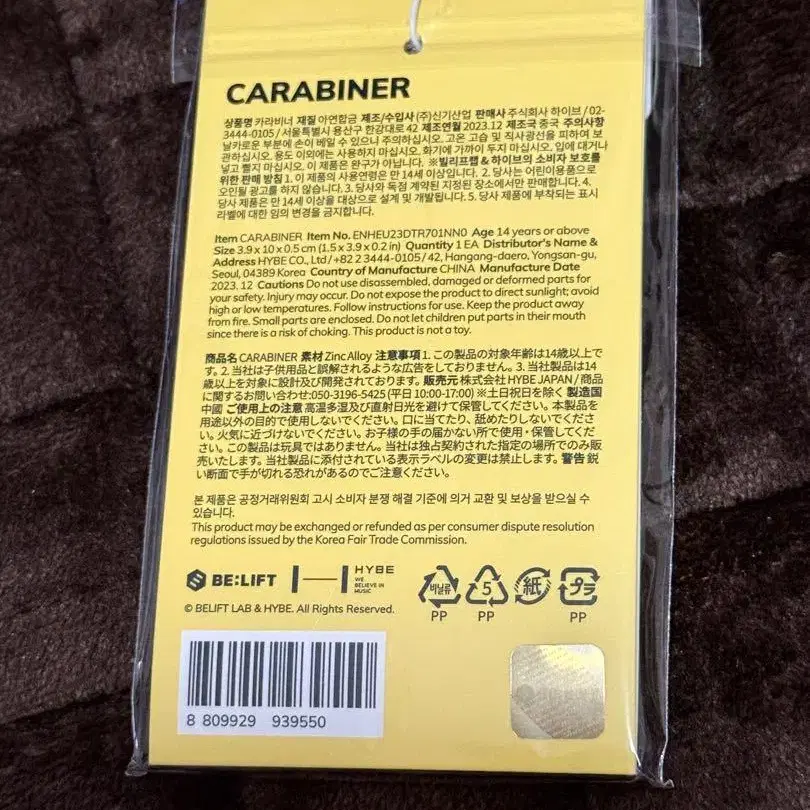 CARABINER
상품명 카라비너 재질 아연합금 제조/수입사 (주)신기산업 판매사 주식회사 하이브 / 02-
3444-0105 / 서울특별시 용산구 한강대로 42 제조연월 2023.12 제조국 중국 주의사항
날카로운 부분에 손이 베일 수 있으니 주의하십시오. 고온 고습 및 직사광선을 피하여 보
관하십시오. 용도 이외에는 사용하지 마십시오. 화기에 가까이 두지 마십시오. 입에 대거나
넣고 빨지 마십시오. 이 제품은 완구가 아닙니다. ※빌리프랩 & 하이브의 소비자 보호를
위한 판매 방침 1. 이 제품의 사용연령은 만 14세 이상입니다. 2. 당사는 어린이용품으로
오인될 광고를 하지 않습니다. 3. 당사와 독점 계약된 지정된 장소에서만 판매합니다. 4.
당사 제품은 만 14세 이상을 대상으로 설계 및 개발됩니다. 5. 당사 제품에 부착되는 표시
라벨에 대한 임의 변경을 금지합니다.
Item CARABINER Item No. ENHEU23DTR701NN0 Age 14 years or above
Size 3.9 x 10 x 0.5 cm (1.5 x 3.9 x 0.2 in) Quantity 1 EA Distributor's Name &
Address HYBE CO., Ltd / +82 2 3444-0105 / 42, Hangang-daero, Yongsan-gu,
Seoul, 04389 Korea Country of Manufacture CHINA Manufacture Date
2023. 12 Cautions Do not use disassembled, damaged or deformed parts for
your safety. Injury may occur. Do not expose the product to direct sunlight; avoid
high or low temperatures. Follow instructions for use. Keep the product away
from fire. Small parts are enclosed. Do not let children put parts in their mouth
since there is a risk of choking. This product is not a toy.
商品名 CARABINER 素材 Zinc Alloy 注意事項 1. この製品の対象年齢は14歳以上で
す。2. 当社は子供用品と誤解されるような広告をしておりません。3. 当社製品は14
歳以上を対象に設計及び開発されております。販売元 株式会社 HYBE JAPAN / 商品
に関するお問い合わせ:050-3196-5425 (平日 10:00-17:00) ※土日祝日を除く 製造国
中國 ご使用上の注意 高温多湿及び直射日光を避けて保管してください。本製品を
用途以外の目的で使用しないでください。口に当てたり、舐めたりしないでくださ
い。火気に近づけないでください。お子様の手の届かない所で使用・保管してくだ
さい。この製品は玩具ではありません。当社は独占契約された指定の場所でのみ販
売いたします。当社製品に添付されている表示ラベルの変更は禁止します。警告 鋭
い断面で手が切れる恐れがあるのでご注意ください。
본 제품은 공정거래위원회 고시 소비자 분쟁 해결 기준에 의거 교환 및 보상을 받으실 수
있습니다.
This product may be exchanged or refunded as per consumer dispute resolution
regulations issued by the Korea Fair Trade Commission.
BE:LIFT HYBE
WE
BELIEVE IN
MUSIC
© BELIFT LAB & HYBE. All Rights Reserved.
비닐류 5 紙 プラ
PP PP PP
8 809929 939550